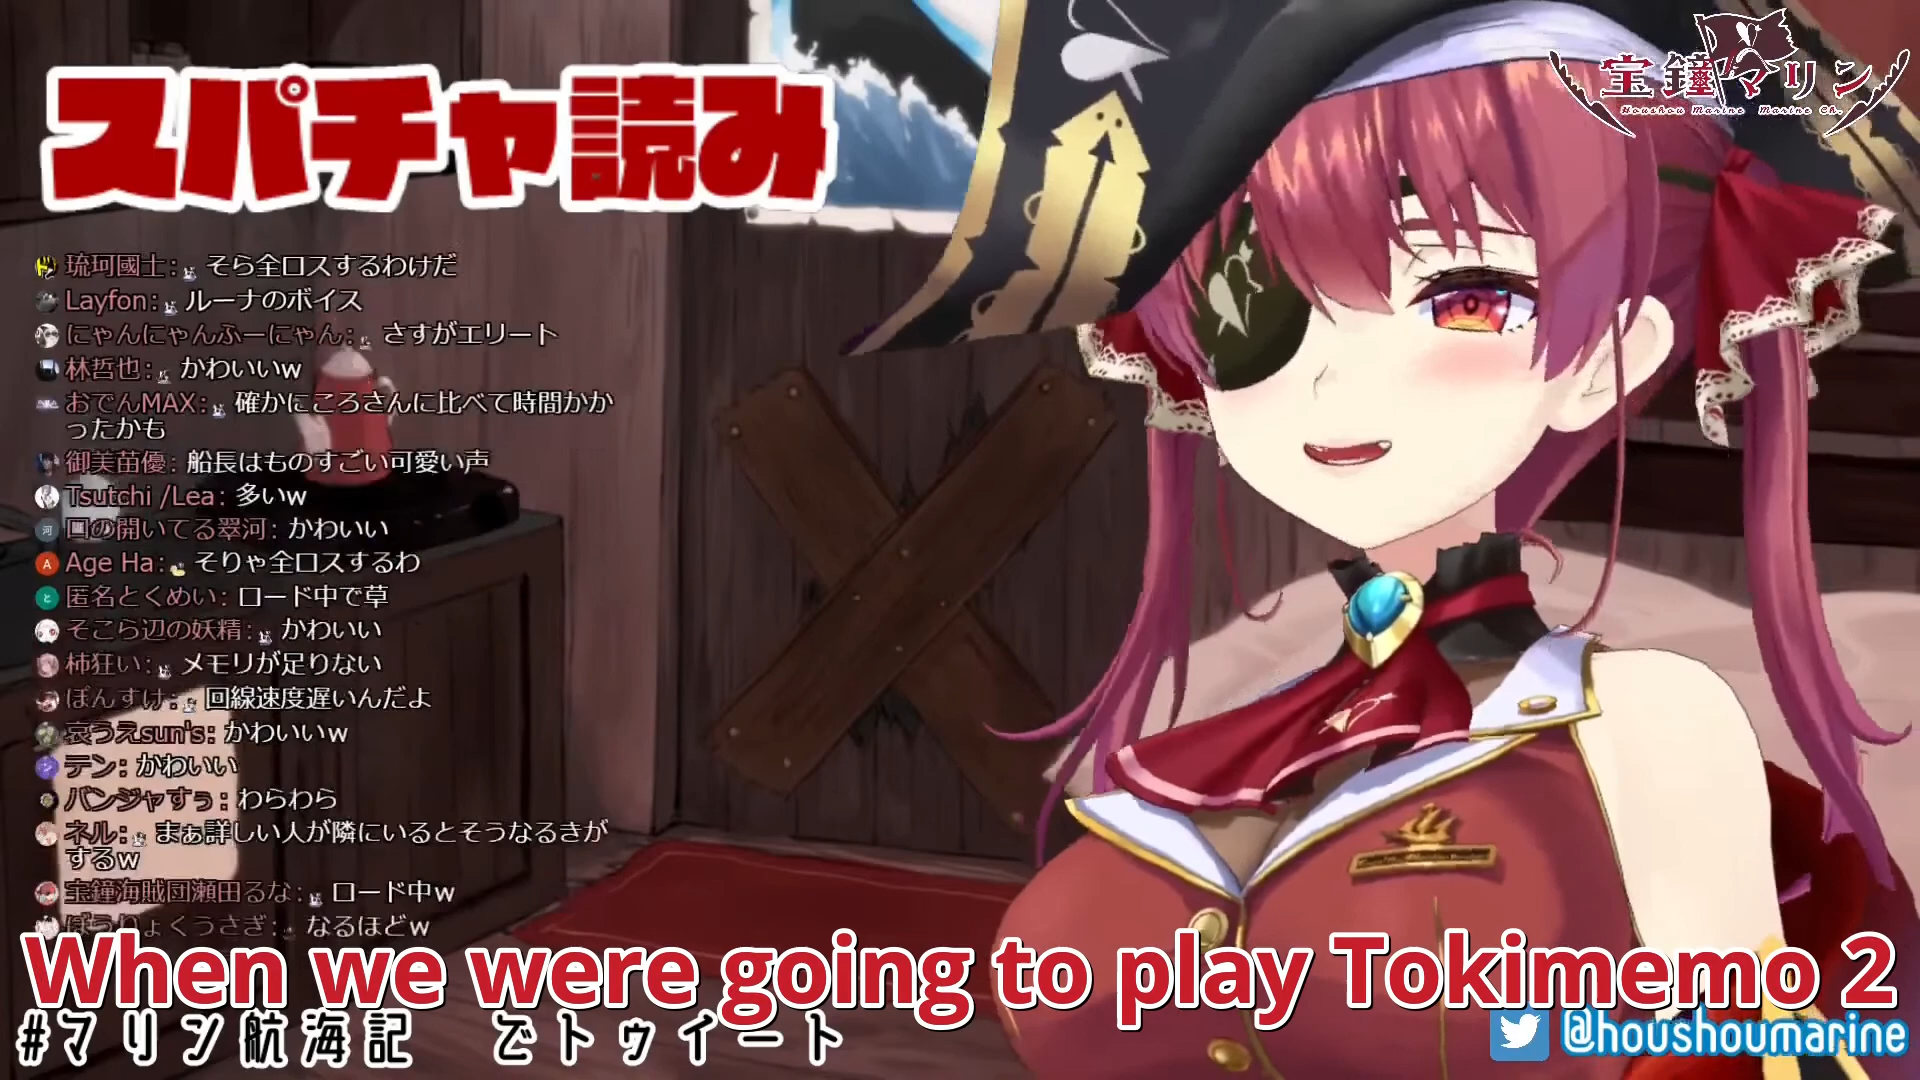 宝鐘マリン
Houshou Marine Marine Ch.
スパチャ読み
琉珂國士: そら全ロスするわけだ
Layfon: ルーナのボイス
にゃんにゃんふーにゃん: さすがエリート
林哲也: かわいいw
おでんMAX: 確かにころさんに比べて時間かか
ったかも
御美苗優: 船長はものすごい可愛い声
Tsutchi /Lea: 多いw
口の開いてる翠河: かわいい
Age Ha: そりゃ全ロスするわ
匿名とくめい: ロード中で草
そこら辺の妖精: かわいい
柿狂い: メモリが足りない
ぽんすけ: 回線速度遅いんだよ
哀うえsun's: かわいいw
テン: かわいい
バンジャすぅ: わらわら
ネル: まぁ詳しい人が隣にいるとそうなるきが
するw
宝鐘海賊団瀬田るな: ロード中w
ぼうりょくうさぎ: なるほどw
When we were going to play Tokimemo 2
#マリン航海記 でトゥイート
@houshoumarine